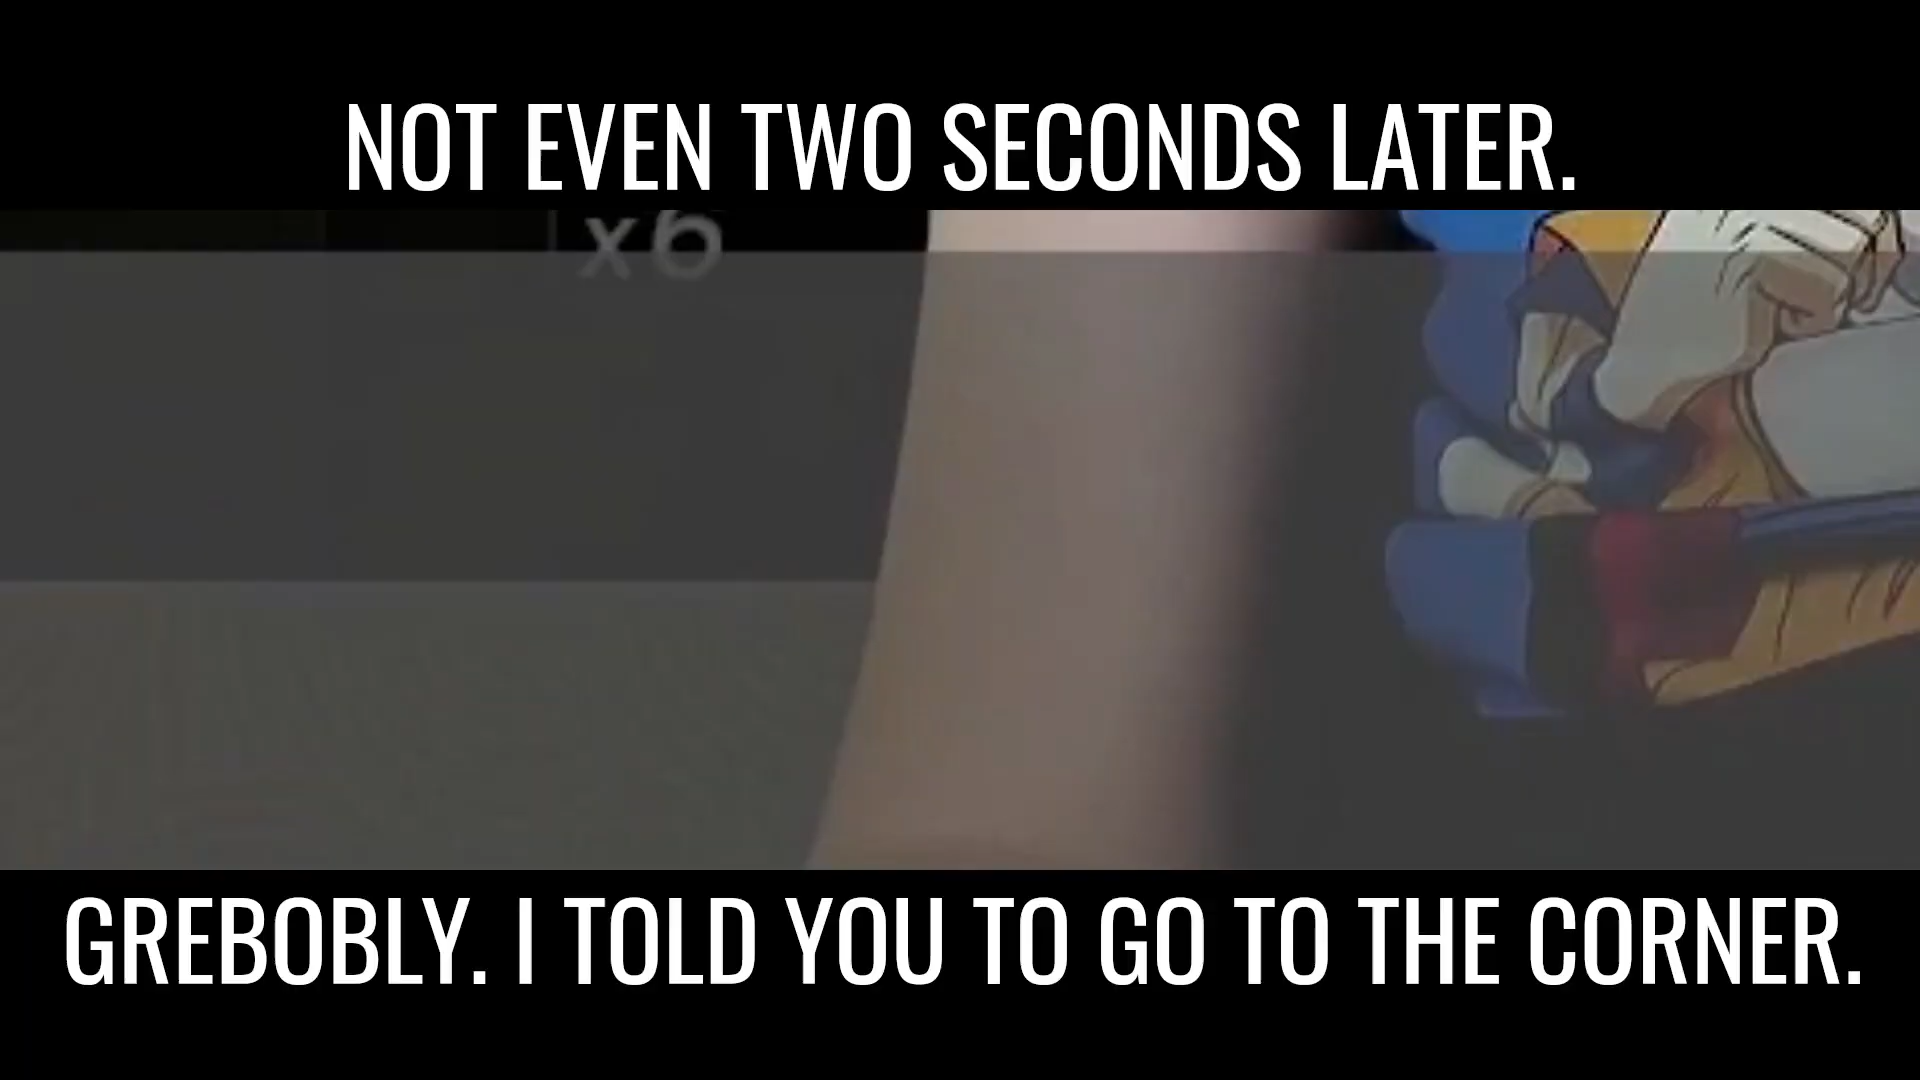 NOT EVEN TWO SECONDS LATER.
x6
GREBOBLY. I TOLD YOU TO GO TO THE CORNER.